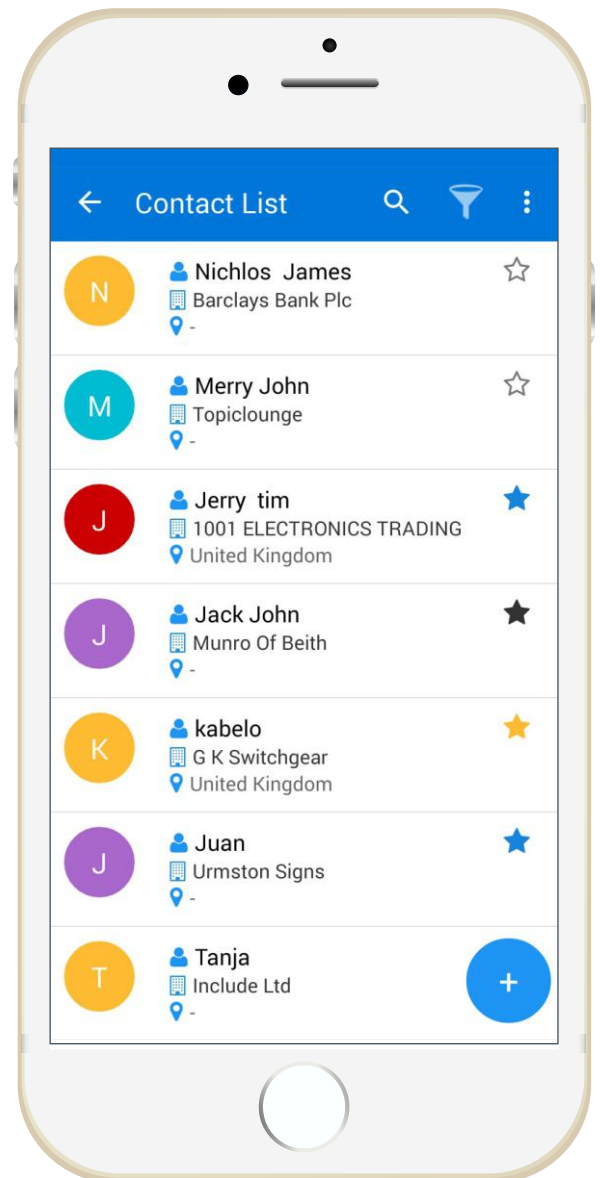 Contact List
N
Nichlos  James
Barclays Bank Plc
-
M
Merry John
Topiclounge
-
J
Jerry  tim
1001 ELECTRONICS TRADING
United Kingdom
J
Jack John
Munro Of Beith
-
K
kabelo
G K Switchgear
United Kingdom
J
Juan
Urmston Signs
-
T
Tanja
Include Ltd
-
+